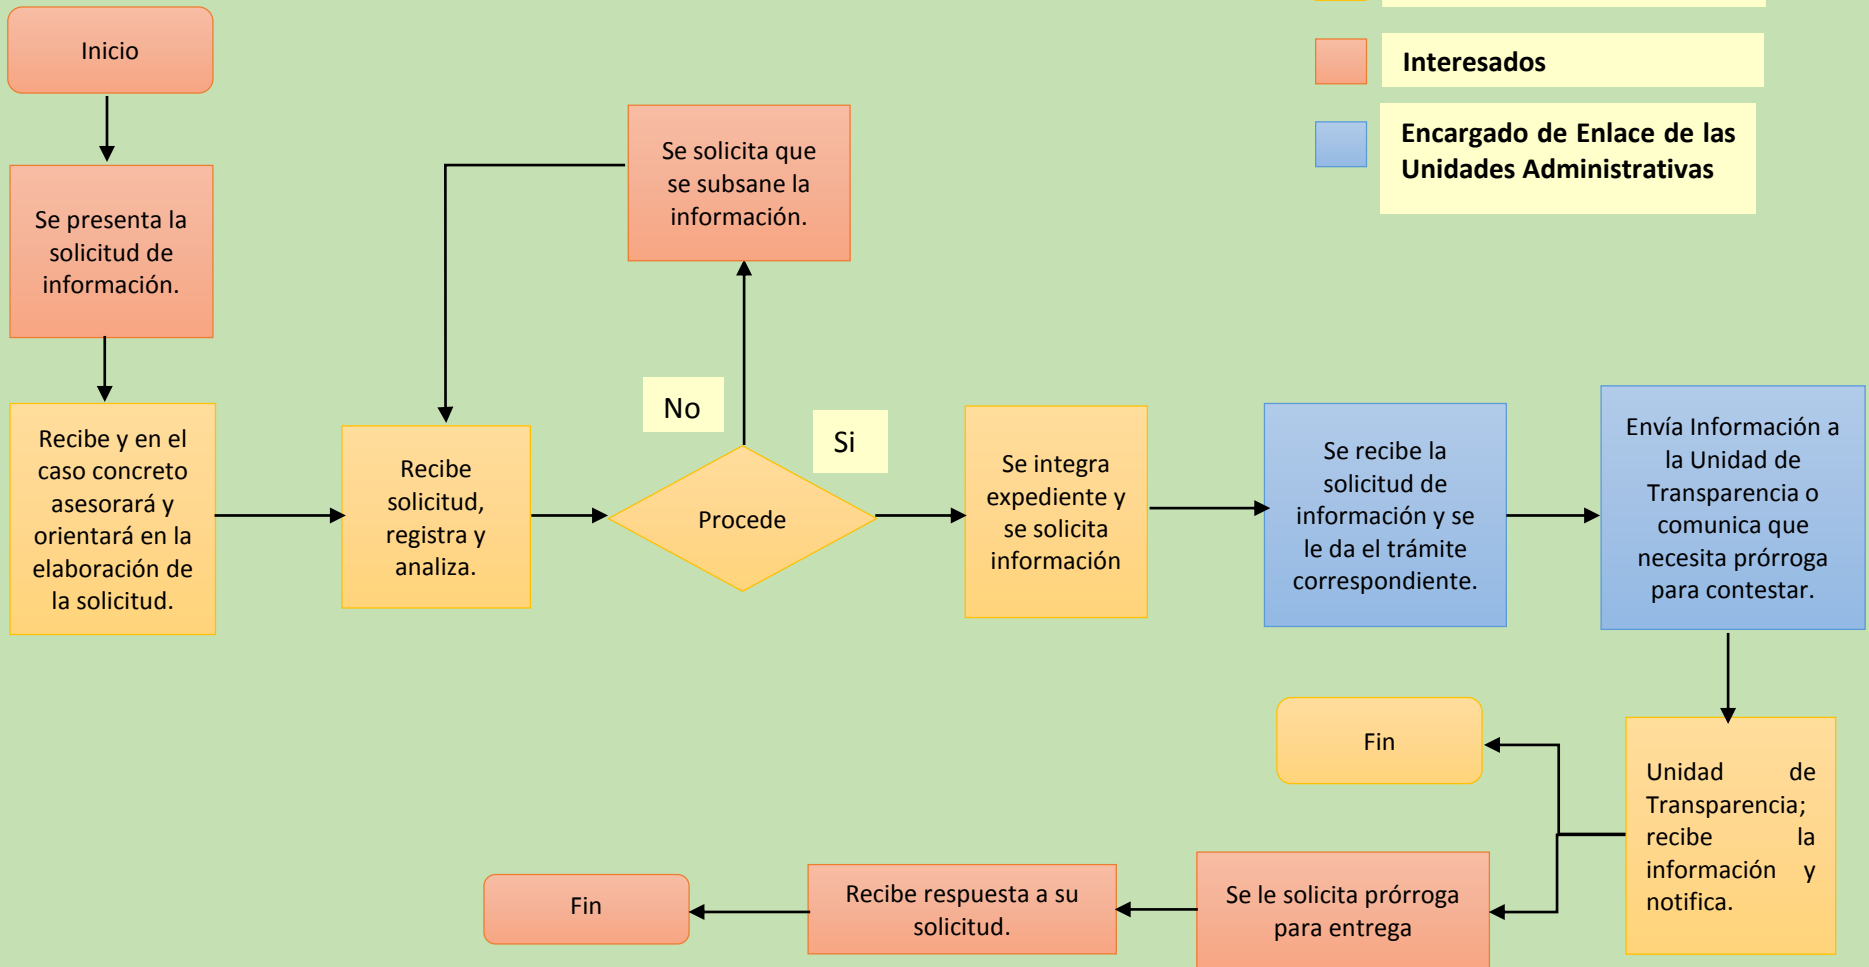 Inicio
Interesados
Encargado de Enlace de las
Unidades Administrativas
Se presenta la
solicitud de
información.
Se solicita que
se subsane la
información.
Recibe y en el
caso concreto
asesorará y
orientará en la
elaboración de
la solicitud.
Recibe
solicitud,
registra y
analiza.
No
Procede
Si
Se integra
expediente y
se solicita
información
Se recibe la
solicitud de
información y se
le da el trámite
correspondiente.
Envía Información a
la Unidad de
Transparencia o
comunica que
necesita prórroga
para contestar.
Unidad de
Transparencia;
recibe la
información y
notifica.
Fin
Se le solicita prórroga
para entrega
Recibe respuesta a su
solicitud.
Fin